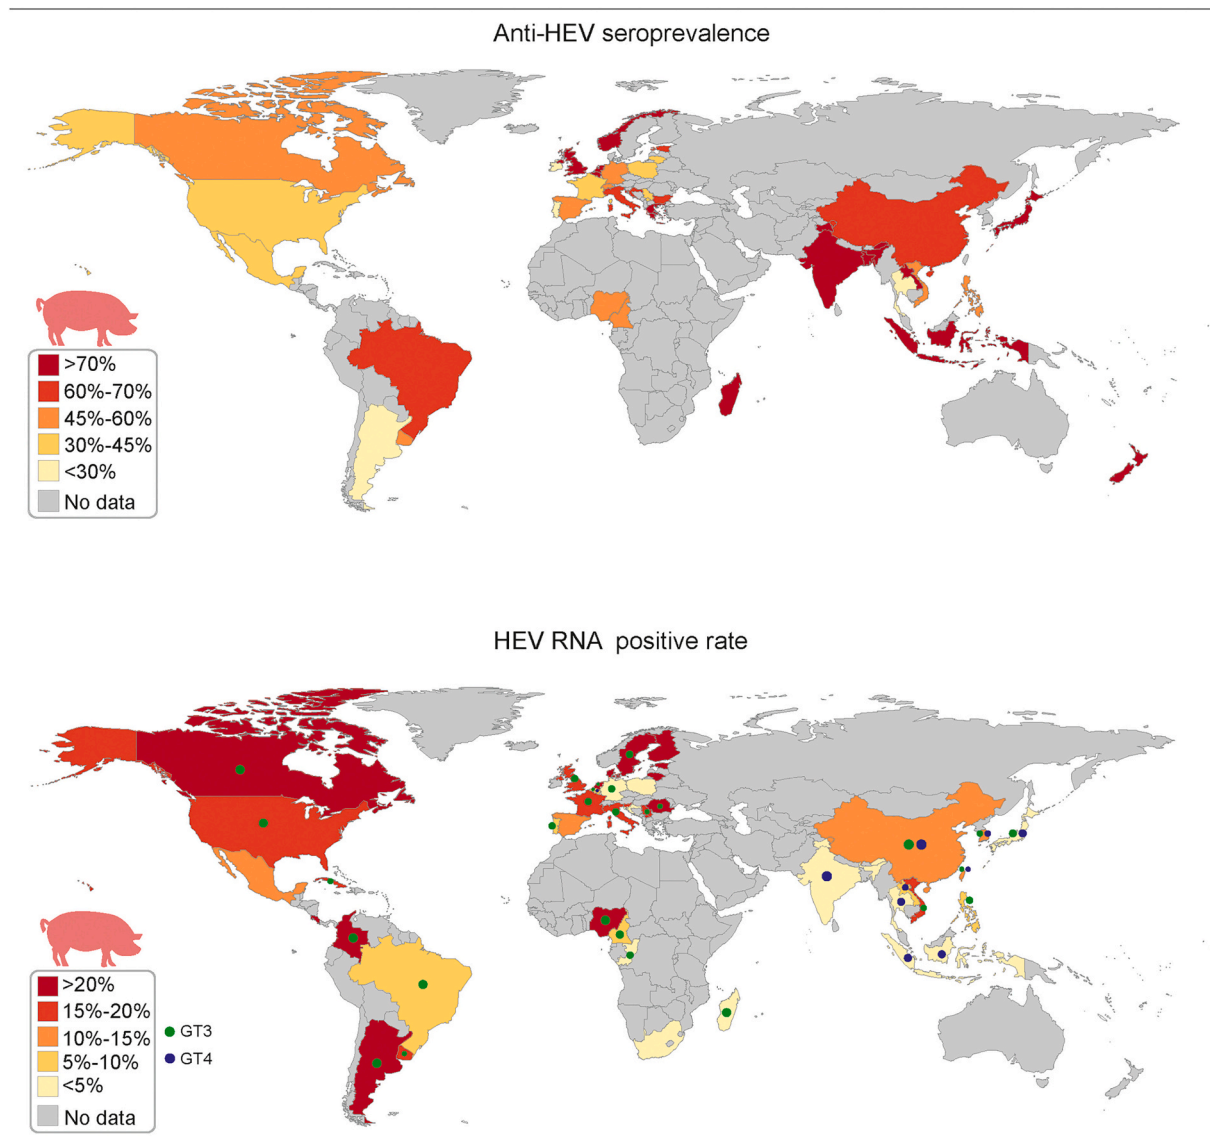 Anti-HEV seroprevalence
>70%
60%-70%
45%-60%
30%-45%
<30%
No data
HEV RNA positive rate
>20%
15%-20%
10%-15%
5%-10%
<5%
No data
GT3
GT4